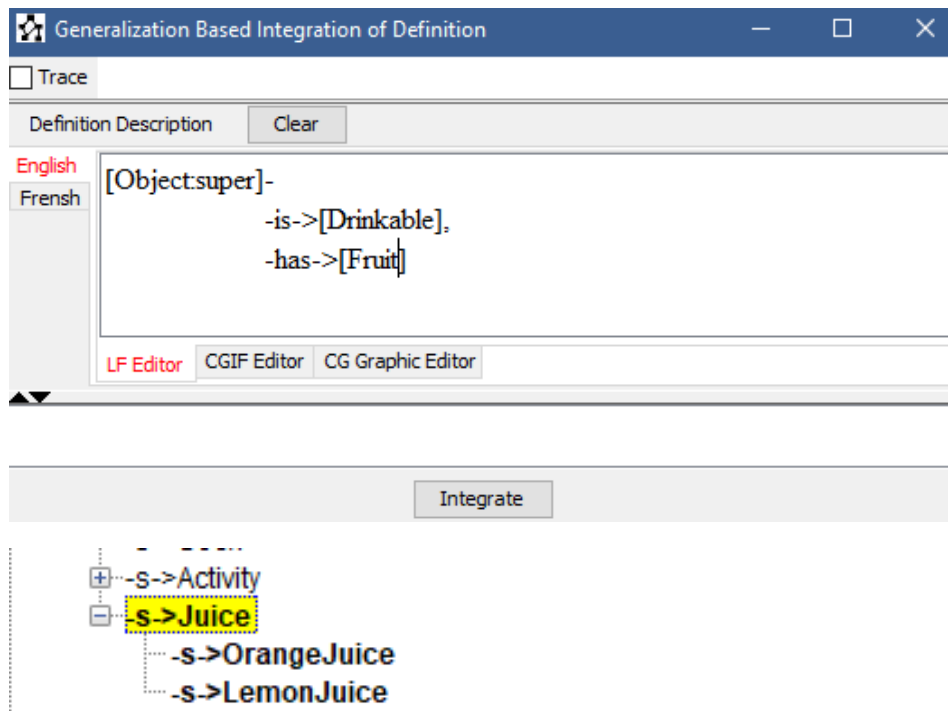 Generalization Based Integration of Definition
Trace
Definition Description Clear
English
Frensh
[Object:super]-
-is->[Drinkable],
-has->[Fruit]
LF Editor CGIF Editor CG Graphic Editor
Integrate
-s->Activity
-s->Juice
-s->OrangeJuice
-s->LemonJuice